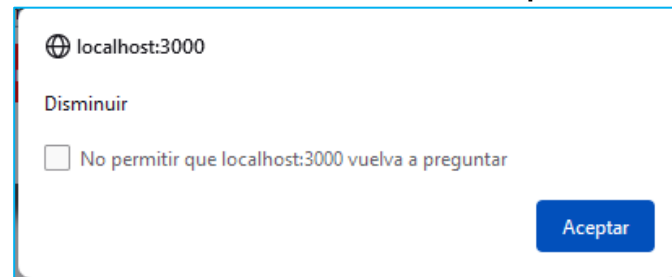 localhost:3000
Disminuir
No permitir que localhost:3000 vuelva a preguntar
Aceptar